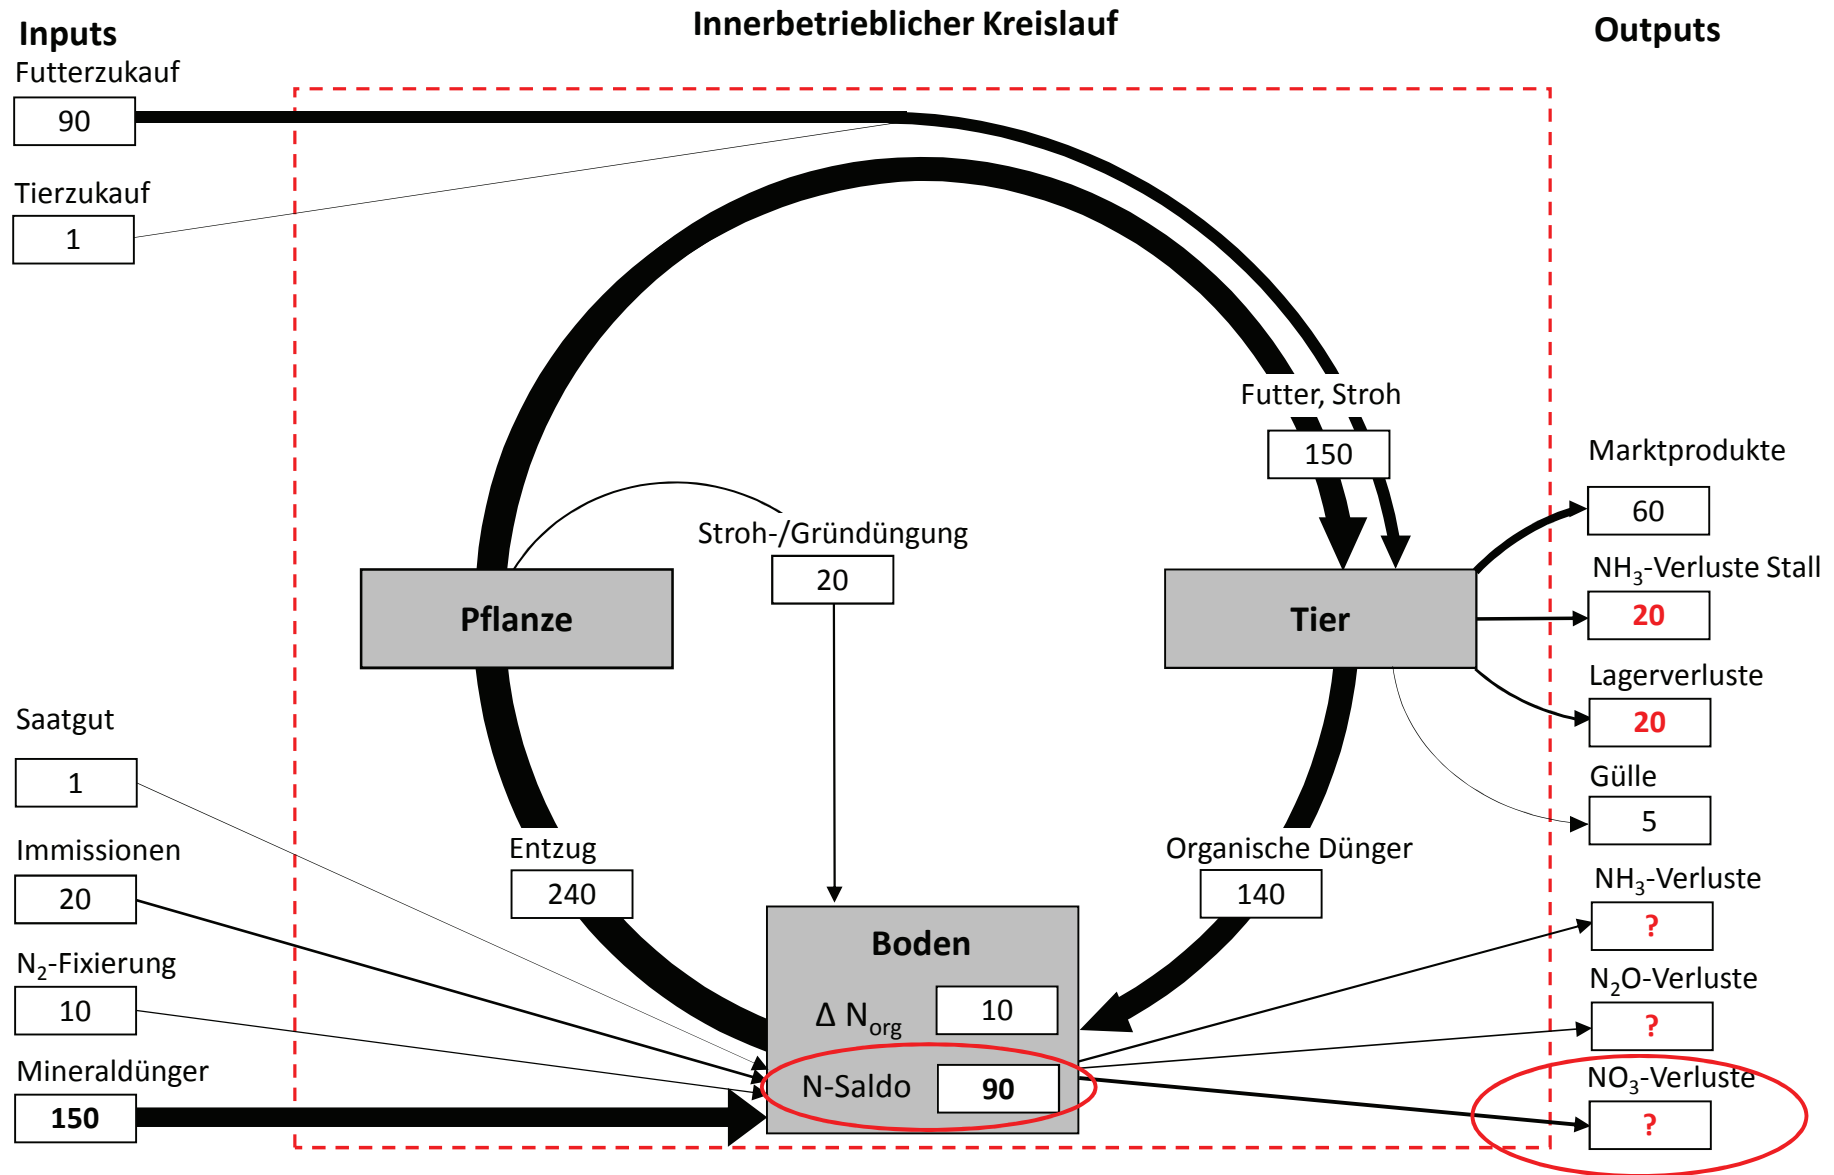 Innerbetrieblicher Kreislauf
Inputs
Outputs
Futterzukauf
90
Tierzukauf
1
Futter, Stroh
150
Marktprodukte
60
Stroh-/Gründüngung
20
NH₃-Verluste Stall
20
Pflanze
Tier
Lagerverluste
20
Saatgut
1
Gülle
5
Immissionen
20
Entzug
240
Organische Dünger
140
NH₃-Verluste
?
Boden
N₂-Fixierung
10
Δ N_org
10
N₂O-Verluste
?
Mineraldünger
150
N-Saldo
90
NO₃-Verluste
?